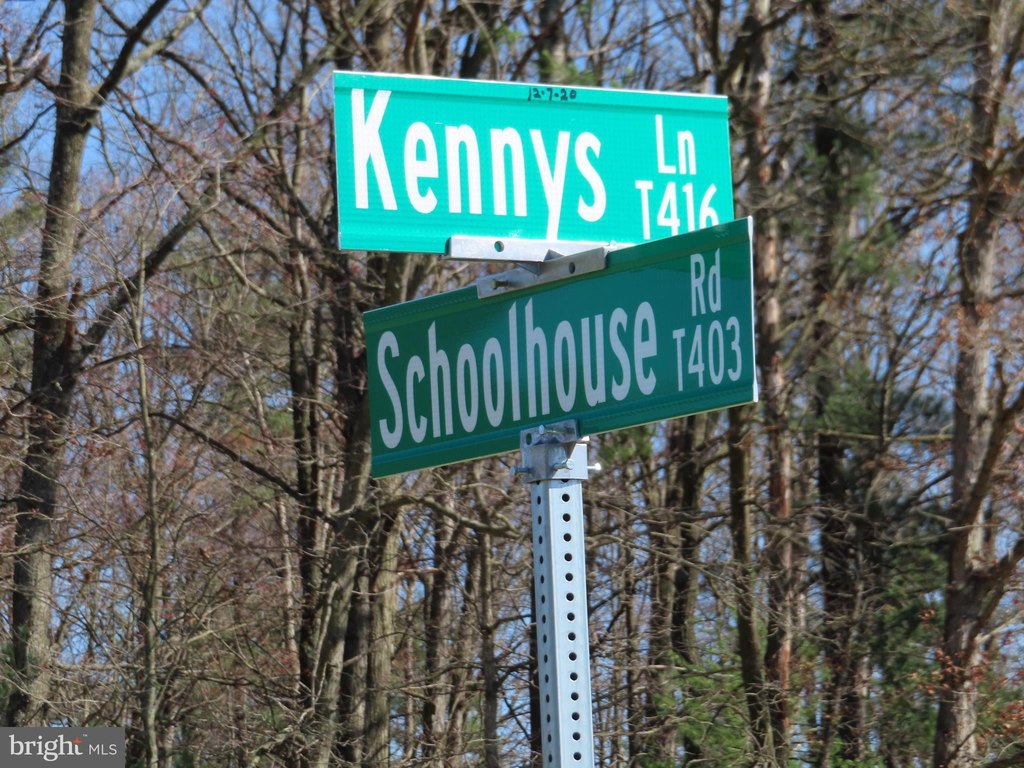 12-7-20
Kennys Ln
T416
Schoolhouse Rd
T403
bright MLS